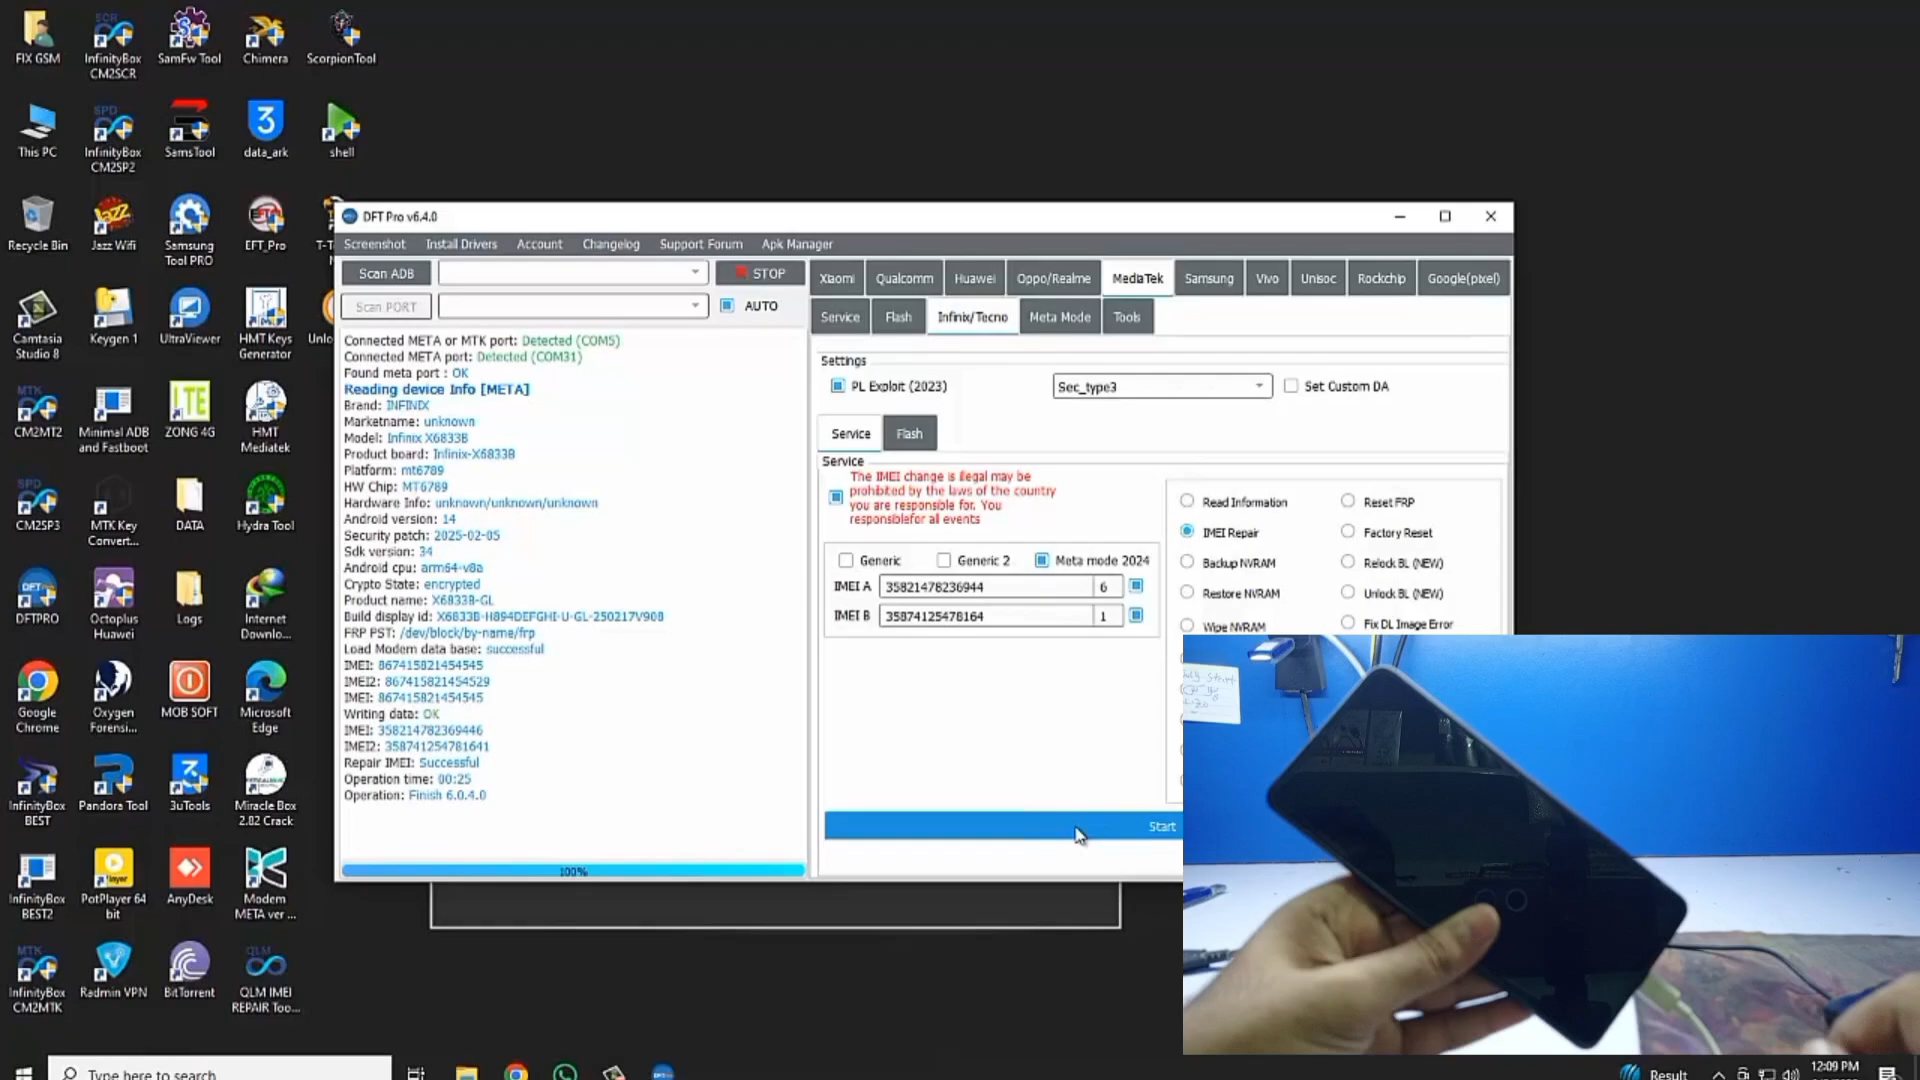 FIX GSM
InfinityBox
CM2SCR
SamFw Tool
Chimera
ScorpionTool
This PC
InfinityBox
CM2SP2
SamsTool
data_ark
shell
Recycle Bin
Jazz Wifi
Samsung
Tool PRO
EFT_Pro
Camtasia
Studio 8
Keygen 1
UltraViewer
HMT Keys
Generator
CM2MT2
Minimal ADB
and Fastboot
ZONG 4G
HMT
Mediatek
CM2SP3
MTK Key
Convert...
DATA
Hydra Tool
DFTPRO
Octoplus
Huawei
Logs
Internet
Downlo...
Google
Chrome
Oxygen
Forensi...
MOB SOFT
Microsoft
Edge
InfinityBox
BEST
Pandora Tool
3uTools
Miracle Box
2.82 Crack
InfinityBox
BEST2
PotPlayer 64
bit
AnyDesk
Modem
META ver ...
InfinityBox
CM2MTK
Radmin VPN
BitTorrent
QLM IMEI
REPAIR Too...
DFT Pro v6.4.0
Screenshot Install Drivers Account Changelog Support Forum Apk Manager
Scan ADB STOP
Scan PORT AUTO
Connected META or MTK port: Detected (COM5)
Connected META port: Detected (COM31)
Found meta port : OK
Reading device Info [META]
Brand: INFINIX
Marketname: unknown
Model: Infinix X6833B
Product board: Infinix-X6833B
Platform: mt6789
HW Chip: MT6789
Hardware Info: unknown/unknown/unknown
Android version: 14
Security patch: 2025-02-05
Sdk version: 34
Android cpu: arm64-v8a
Crypto State: encrypted
Product name: X6833B-GL
Build display id: X6833B-H894DEFGHI-U-GL-250217V908
FRP PST: /dev/block/by-name/frp
Load Modem data base: successful
IMEI: 867415821454545
IMEI2: 867415821454529
IMEI: 867415821454545
Writing data: OK
IMEI: 358214782369446
IMEI2: 358741254781641
Repair IMEI: Successful
Operation time: 00:25
Operation: Finish 6.0.4.0
100%
Xiaomi Qualcomm Huawei Oppo/Realme MediaTek Samsung Vivo Unisoc Rockchip Google(pixel)
Service Flash Infinix/Tecno Meta Mode Tools
Settings
PL Exploit (2023) Sec_type3 Set Custom DA
Service Flash
Service
The IMEI change is ilegal may be
prohibited by the laws of the country
you are responsible for. You
responsiblefor all events
Generic Generic 2 Meta mode 2024
IMEI A 35821478236944 6
IMEI B 35874125478164 1
Read Information Reset FRP
IMEI Repair Factory Reset
Backup NVRAM Relock BL (NEW)
Restore NVRAM Unlock BL (NEW)
Wipe NVRAM Fix DL Image Error
Start
Type here to search
Result
12:09 PM